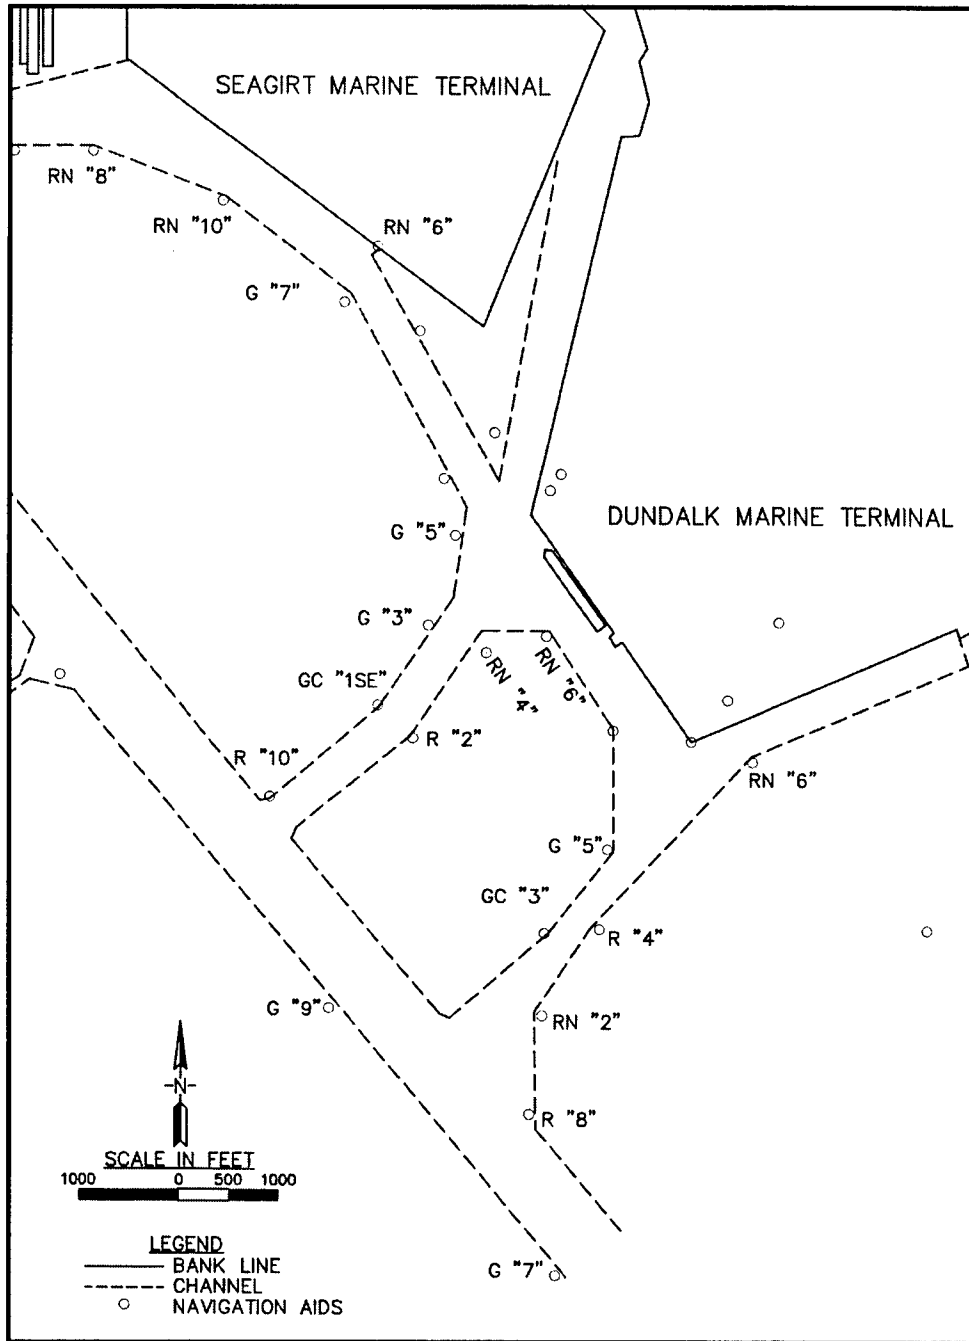 SEAGIRT MARINE TERMINAL
RN "8"
RN "10"
RN "6"
G "7"
DUNDALK MARINE TERMINAL
G "5"
G "3"
RN "4"
RN "6"
GC "1SE"
R "2"
R "10"
RN "6"
G "5"
GC "3"
R "4"
G "9"
RN "2"
N
R "8"
SCALE IN FEET
1000 0 500 1000
LEGEND
BANK LINE
CHANNEL
NAVIGATION AIDS
G "7"